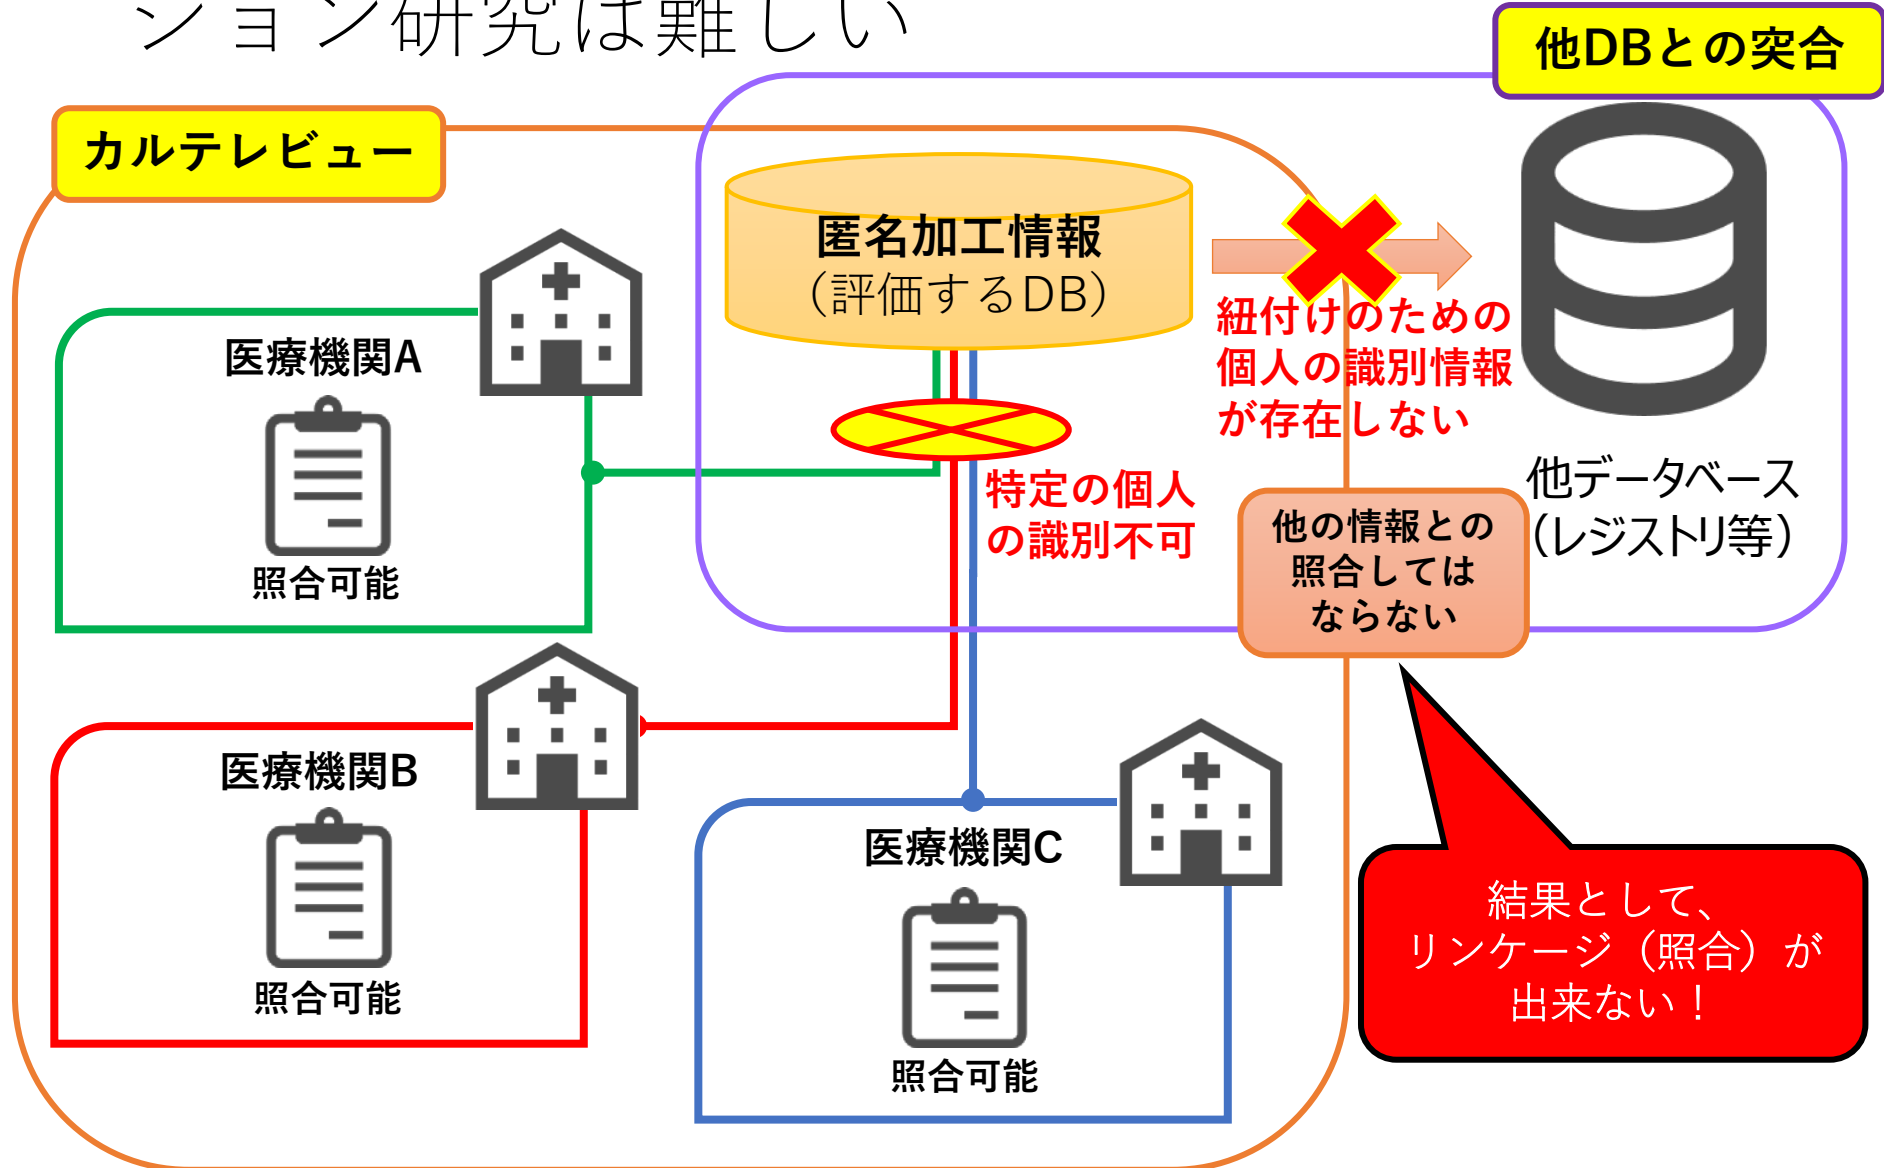 ション研究は難しい
他DBとの突合
カルテレビュー
匿名加工情報
（評価するDB）
紐付けのための
個人の識別情報
が存在しない
医療機関A
照合可能
特定の個人
の識別不可
他データベース
（レジストリ等）
他の情報との
照合しては
ならない
医療機関B
照合可能
医療機関C
照合可能
結果として、
リンケージ（照合）が
出来ない！